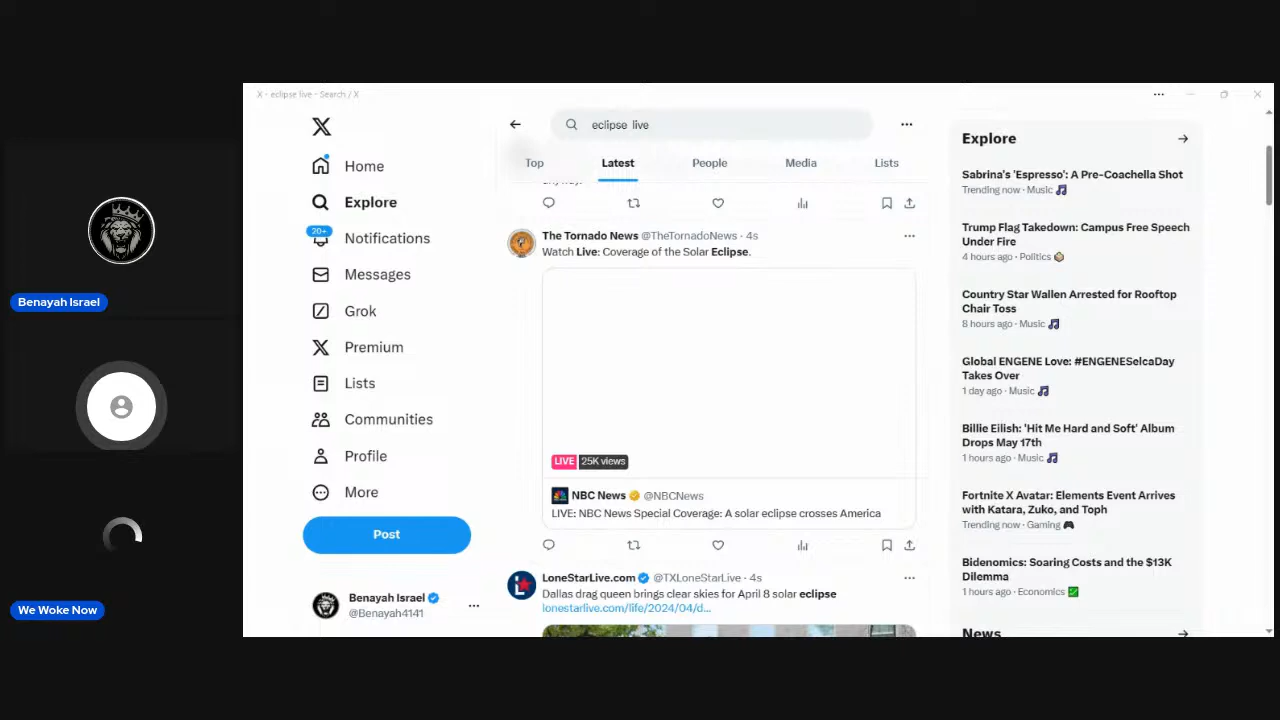 Benayah Israel
We Woke Now
X - eclipse live - Search / X
Home
Explore
20+
Notifications
Messages
Grok
Premium
Lists
Communities
Profile
More
Post
Benayah Israel
@Benayah4141
eclipse live
Top
Latest
People
Media
Lists
The Tornado News @TheTornadoNews · 4s
Watch Live: Coverage of the Solar Eclipse.
LIVE 25K views
NBC News @NBCNews
LIVE: NBC News Special Coverage: A solar eclipse crosses America
LoneStarLive.com @TXLoneStarLive · 4s
Dallas drag queen brings clear skies for April 8 solar eclipse
lonestarlive.com/life/2024/04/d...
Explore
Sabrina's 'Espresso': A Pre-Coachella Shot
Trending now · Music
Trump Flag Takedown: Campus Free Speech
Under Fire
4 hours ago · Politics
Country Star Wallen Arrested for Rooftop
Chair Toss
8 hours ago · Music
Global ENGENE Love: #ENGENESelcaDay
Takes Over
1 day ago · Music
Billie Eilish: 'Hit Me Hard and Soft' Album
Drops May 17th
1 hours ago · Music
Fortnite X Avatar: Elements Event Arrives
with Katara, Zuko, and Toph
Trending now · Gaming
Bidenomics: Soaring Costs and the $13K
Dilemma
1 hours ago · Economics
News